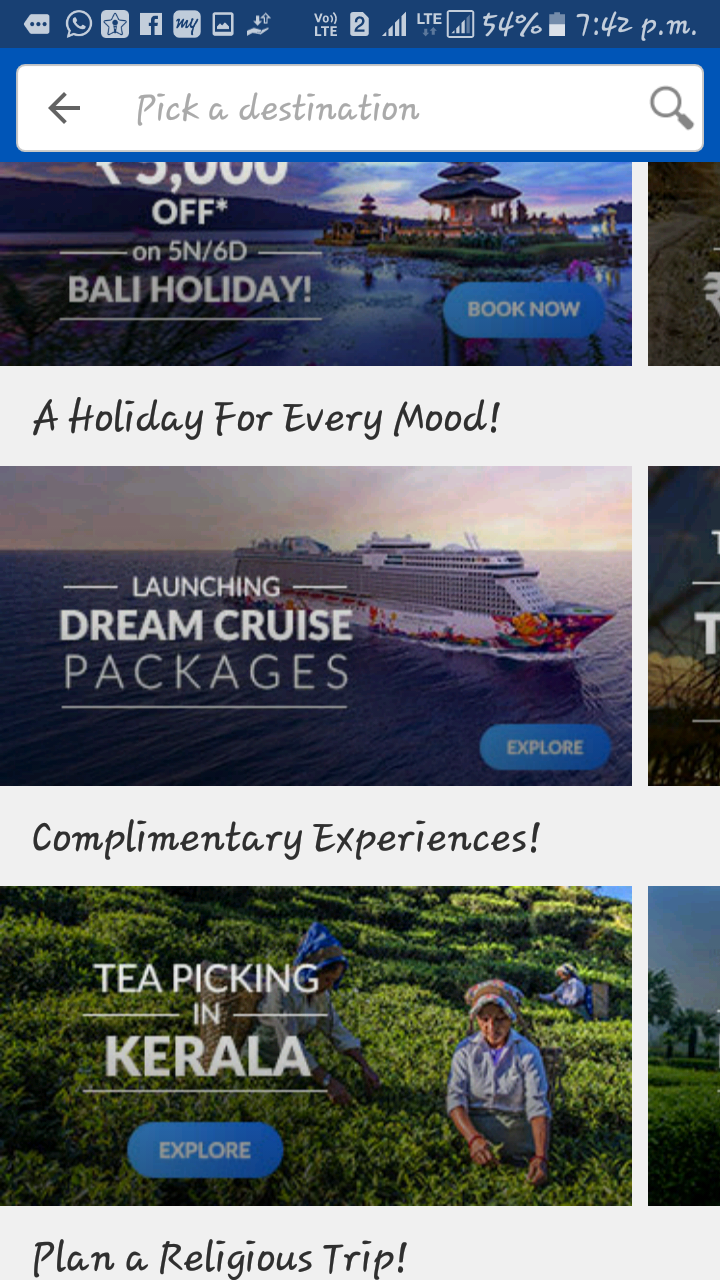 Vo)) LTE 2 LTE 54% 7:42 p.m.
my
Pick a destination
₹ 5,000
OFF*
on 5N/6D
BALI HOLIDAY!
BOOK NOW
₹
A Holiday For Every Mood!
LAUNCHING
DREAM CRUISE
PACKAGES
EXPLORE
T
T
Complimentary Experiences!
TEA PICKING
IN
KERALA
EXPLORE
Plan a Religious Trip!